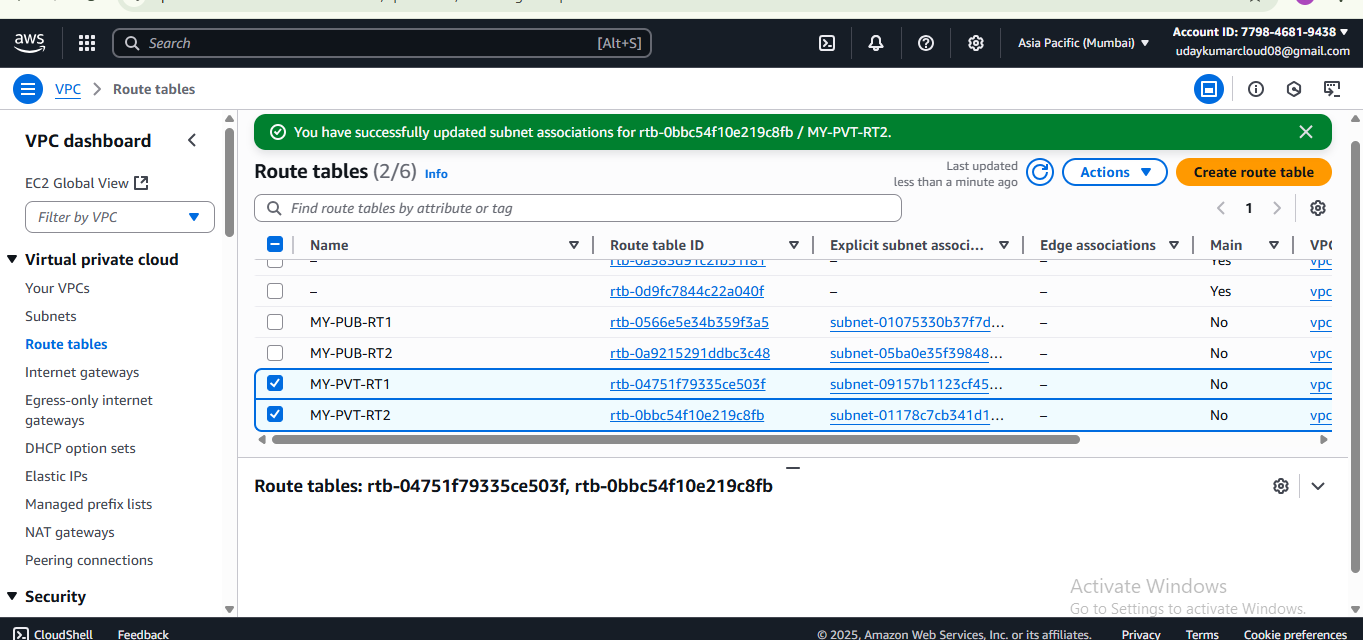 aws
Search [Alt+S]
Asia Pacific (Mumbai)
Account ID: 7798-4681-9438
udaykumarcloud08@gmail.com
VPC
Route tables
VPC dashboard
EC2 Global View
Filter by VPC
Virtual private cloud
Your VPCs
Subnets
Route tables
Internet gateways
Egress-only internet
gateways
DHCP option sets
Elastic IPs
Managed prefix lists
NAT gateways
Peering connections
Security
You have successfully updated subnet associations for rtb-0bbc54f10e219c8fb / MY-PVT-RT2.
Route tables (2/6) Info
Last updated
less than a minute ago
Actions
Create route table
Find route tables by attribute or tag
1
Name Route table ID Explicit subnet associ... Edge associations Main VPC
– rtb-0a383d91c2fb51f81 – – Yes vpc
– rtb-0d9fc7844c22a040f – – Yes vpc
MY-PUB-RT1 rtb-0566e5e34b359f3a5 subnet-01075330b37f7d... – No vpc
MY-PUB-RT2 rtb-0a9215291ddbc3c48 subnet-05ba0e35f39848... – No vpc
MY-PVT-RT1 rtb-04751f79335ce503f subnet-09157b1123cf45... – No vpc
MY-PVT-RT2 rtb-0bbc54f10e219c8fb subnet-01178c7cb341d1... – No vpc
Route tables: rtb-04751f79335ce503f, rtb-0bbc54f10e219c8fb
Activate Windows
Go to Settings to activate Windows.
CloudShell
Feedback
© 2025, Amazon Web Services, Inc. or its affiliates.
Privacy
Terms
Cookie preferences